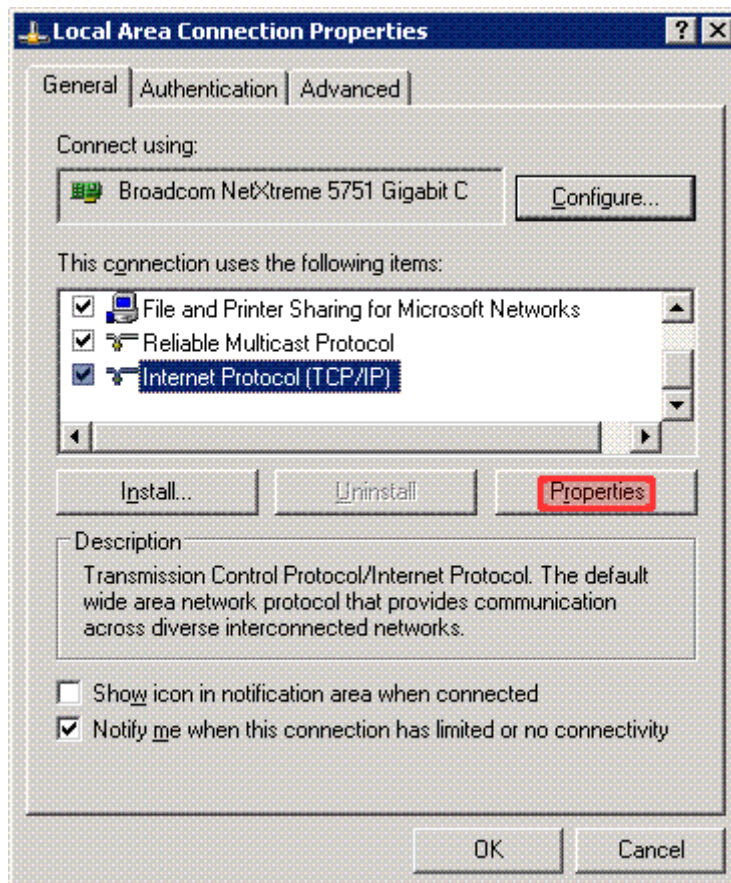 Local Area Connection Properties
General
Authentication
Advanced
Connect using:
Broadcom NetXtreme 5751 Gigabit C
Configure...
This connection uses the following items:
File and Printer Sharing for Microsoft Networks
Reliable Multicast Protocol
Internet Protocol (TCP/IP)
Install...
Uninstall
Properties
Description
Transmission Control Protocol/Internet Protocol. The default
wide area network protocol that provides communication
across diverse interconnected networks.
Show icon in notification area when connected
Notify me when this connection has limited or no connectivity
OK
Cancel